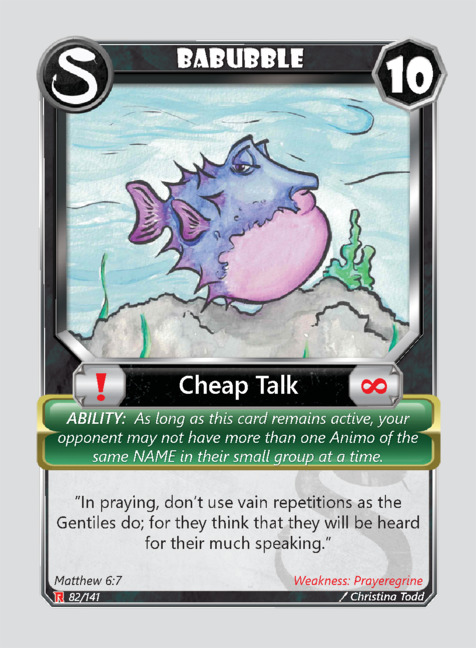 S
BABUBBLE
10
!
Cheap Talk
∞
ABILITY: As long as this card remains active, your
opponent may not have more than one Animo of the
same NAME in their small group at a time.
"In praying, don't use vain repetitions as the
Gentiles do; for they think that they will be heard
for their much speaking."
Matthew 6:7
Weakness: Prayeregrine
R 82/141
Christina Todd